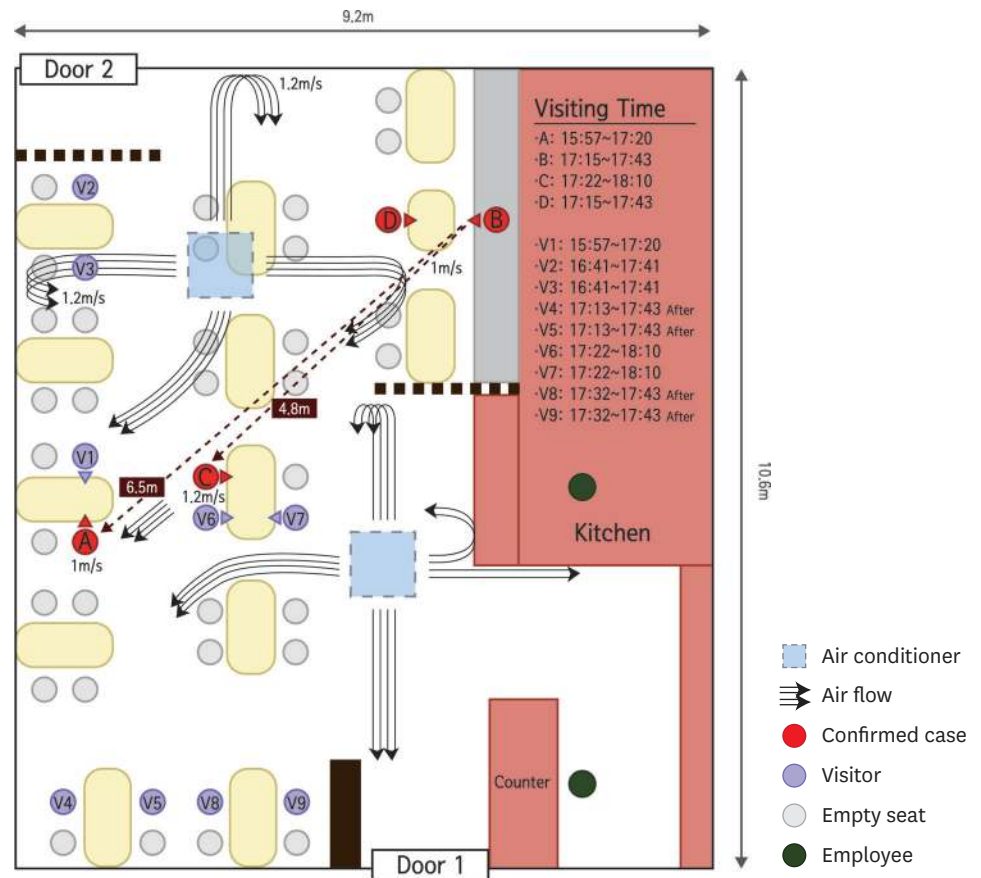 9.2m
Door 2
1.2m/s
Visiting Time
·A: 15:57~17:20
·B: 17:15~17:43
·C: 17:22~18:10
·D: 17:15~17:43
·V1: 15:57~17:20
·V2: 16:41~17:41
·V3: 16:41~17:41
·V4: 17:13~17:43 After
·V5: 17:13~17:43 After
·V6: 17:22~18:10
·V7: 17:22~18:10
·V8: 17:32~17:43 After
·V9: 17:32~17:43 After
V2
D
B
V3
1m/s
1.2m/s
4.8m
V1
6.5m
C
1.2m/s
V6
V7
A
1m/s
10.6m
Kitchen
Air conditioner
Air flow
Confirmed case
Visitor
Empty seat
Employee
Counter
V4
V5
V8
V9
Door 1